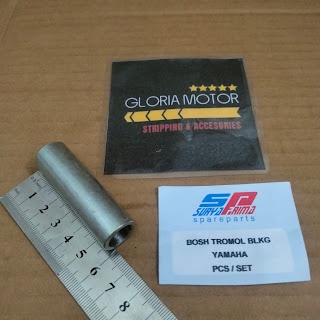 GLORIA MOTOR
STRIPPING & ACCESORIES
SP
SURYA PRIMA
spareparts
BOSH TROMOL BLKG
YAMAHA
PCS / SET
1 2 3 4 5 6 7 8